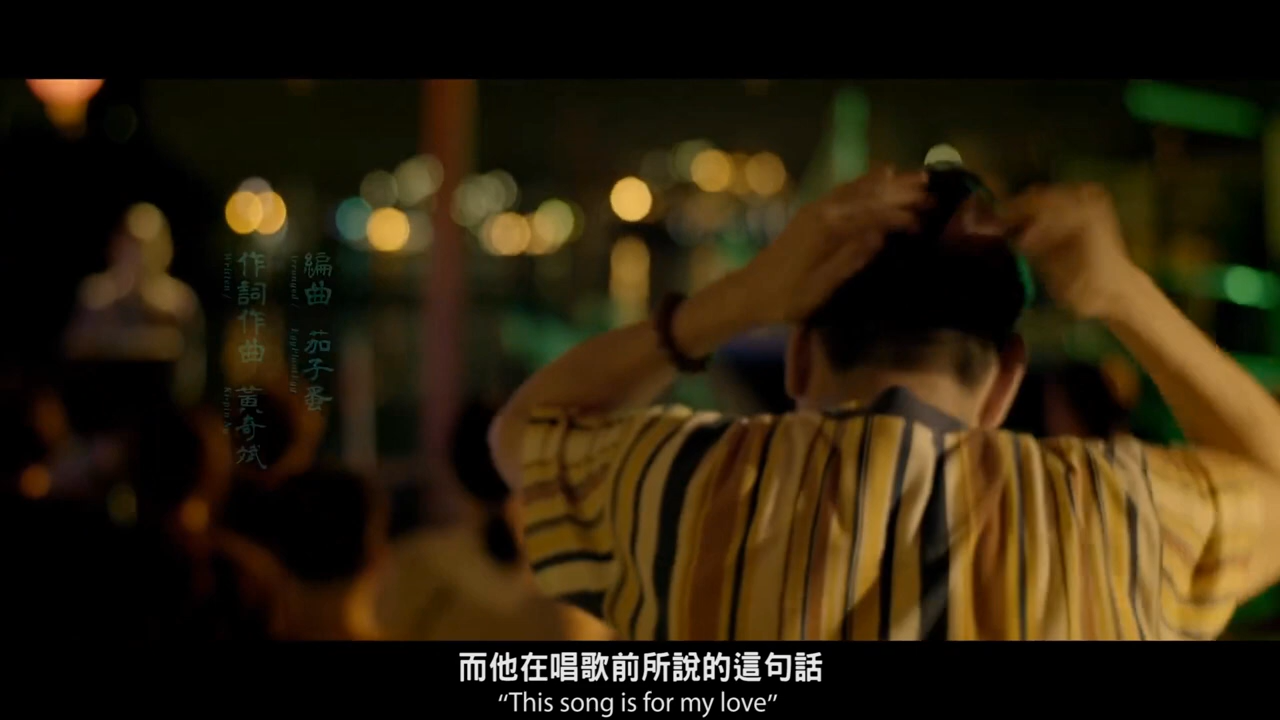 編曲 茄子蛋
作詞作曲 黃奇斌
Written /
而他在唱歌前所說的這句話
“This song is for my love”